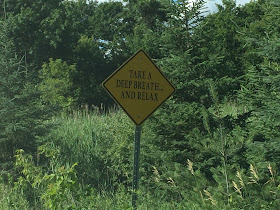 TAKE A
DEEP BREATH...
AND RELAX